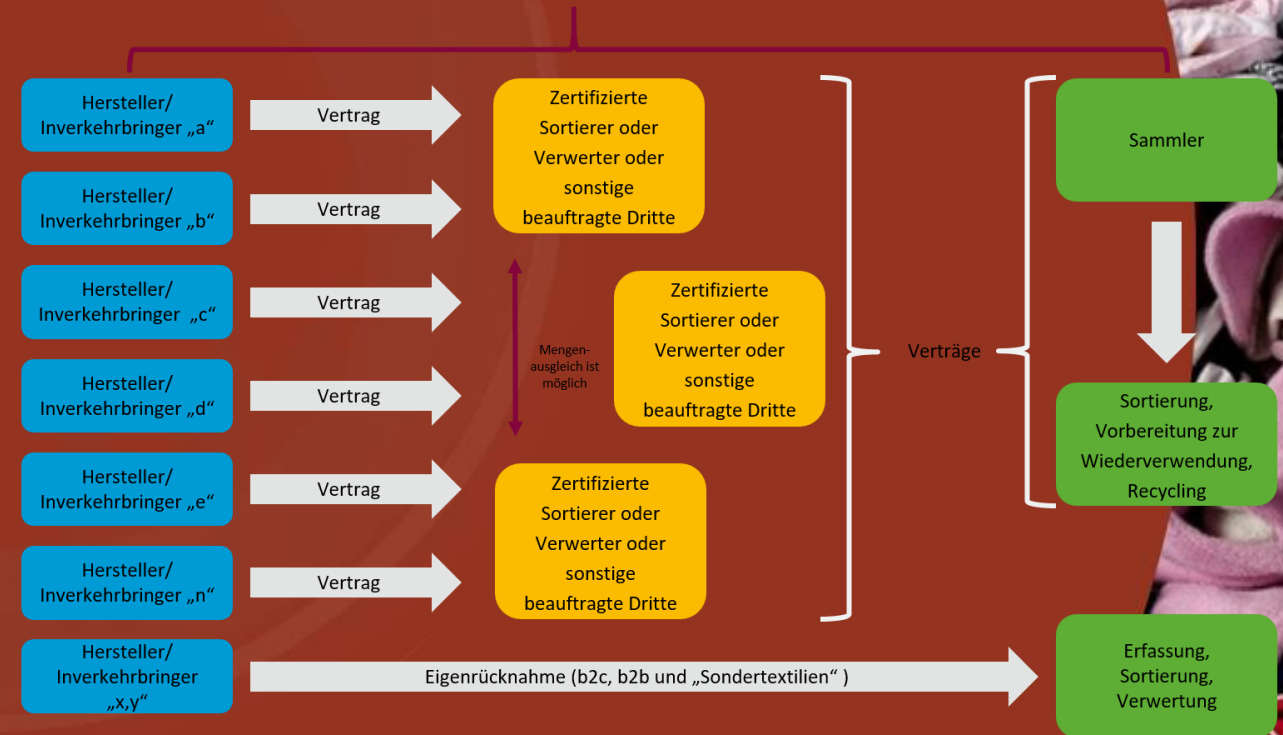 Hersteller/
Inverkehrbringer „a“
Vertrag
Zertifizierte
Sortierer oder
Verwerter oder
sonstige
beauftragte Dritte
Sammler
Hersteller/
Inverkehrbringer „b“
Vertrag
Hersteller/
Inverkehrbringer „c“
Vertrag
Mengen-
ausgleich ist
möglich
Zertifizierte
Sortierer oder
Verwerter oder
sonstige
beauftragte Dritte
Verträge
Hersteller/
Inverkehrbringer „d“
Vertrag
Sortierung,
Vorbereitung zur
Wiederverwendung,
Recycling
Hersteller/
Inverkehrbringer „e“
Vertrag
Zertifizierte
Sortierer oder
Verwerter oder
sonstige
beauftragte Dritte
Hersteller/
Inverkehrbringer „n“
Vertrag
Hersteller/
Inverkehrbringer
„x,y“
Eigenrücknahme (b2c, b2b und „Sondertextilien“ )
Erfassung,
Sortierung,
Verwertung